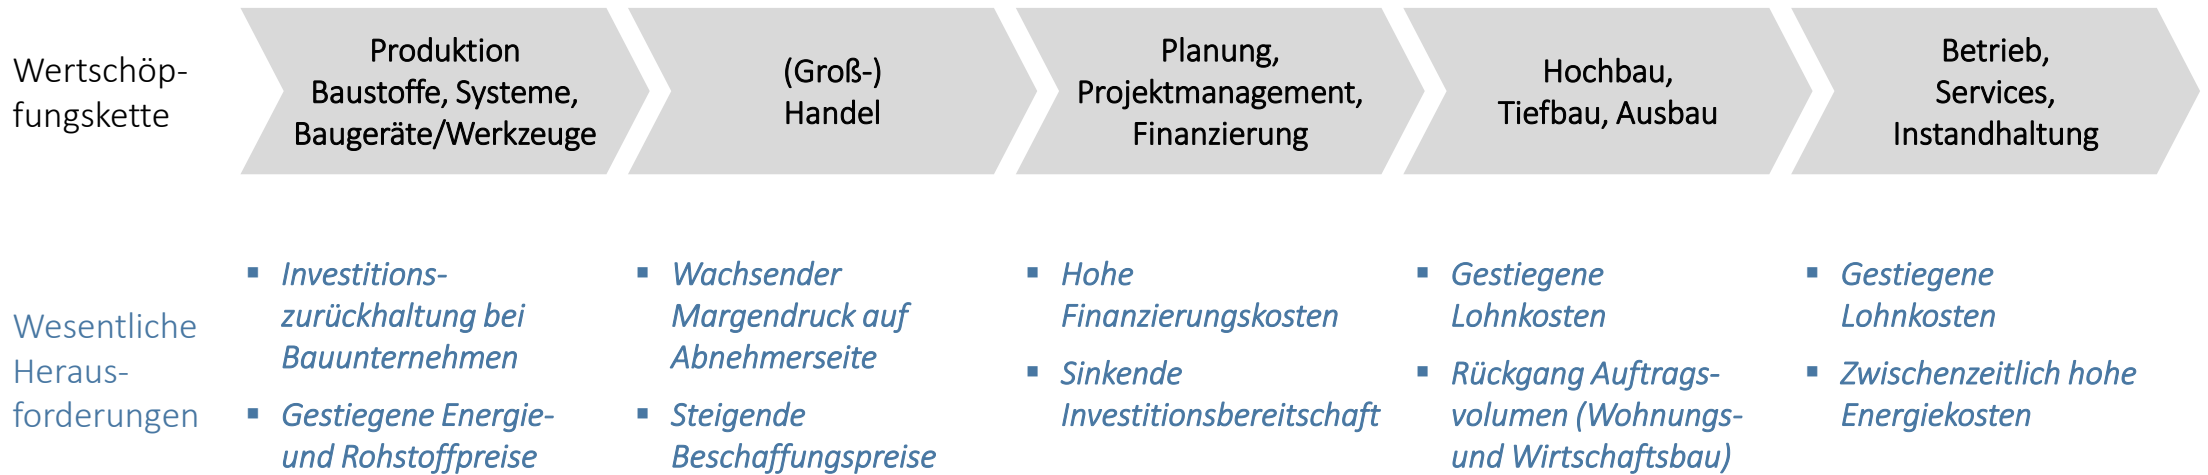 Wertschöp-
fungskette
Produktion
Baustoffe, Systeme,
Baugeräte/Werkzeuge
(Groß-)
Handel
Planung,
Projektmanagement,
Finanzierung
Hochbau,
Tiefbau, Ausbau
Betrieb,
Services,
Instandhaltung
Wesentliche
Heraus-
forderungen
▪ Investitions-
zurückhaltung bei
Bauunternehmen
▪ Gestiegene Energie-
und Rohstoffpreise
▪ Wachsender
Margendruck auf
Abnehmerseite
▪ Steigende
Beschaffungspreise
▪ Hohe
Finanzierungskosten
▪ Sinkende
Investitionsbereitschaft
▪ Gestiegene
Lohnkosten
▪ Rückgang Auftrags-
volumen (Wohnungs-
und Wirtschaftsbau)
▪ Gestiegene
Lohnkosten
▪ Zwischenzeitlich hohe
Energiekosten